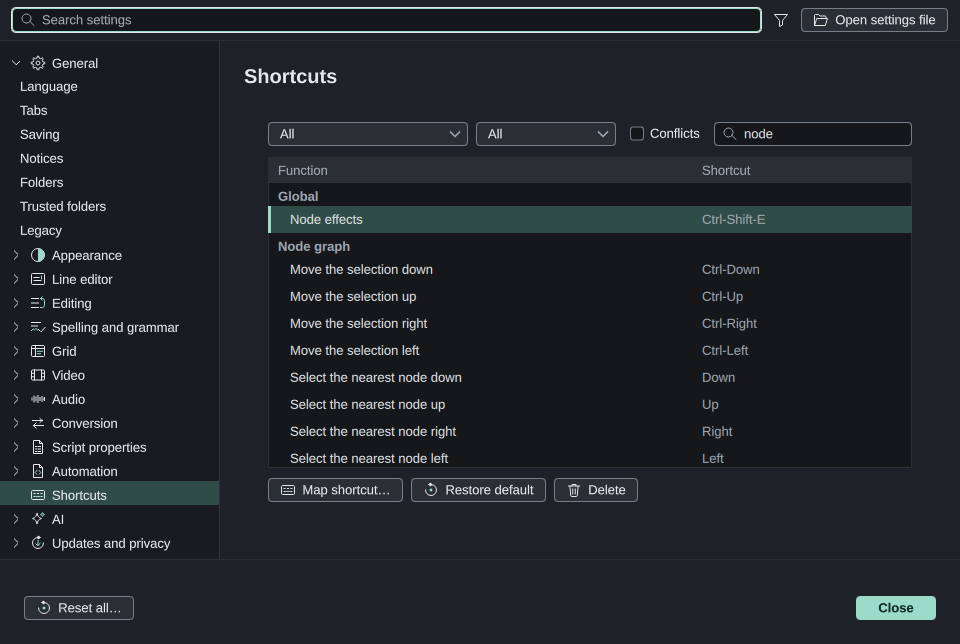 Search settings
Open settings file
General
Language
Tabs
Saving
Notices
Folders
Trusted folders
Legacy
Appearance
Line editor
Editing
Spelling and grammar
Grid
Video
Audio
Conversion
Script properties
Automation
Shortcuts
AI
Updates and privacy
Shortcuts
All All Conflicts node
Function Shortcut
Global
Node effects Ctrl-Shift-E
Node graph
Move the selection down Ctrl-Down
Move the selection up Ctrl-Up
Move the selection right Ctrl-Right
Move the selection left Ctrl-Left
Select the nearest node down Down
Select the nearest node up Up
Select the nearest node right Right
Select the nearest node left Left
Map shortcut… Restore default Delete
Reset all… Close